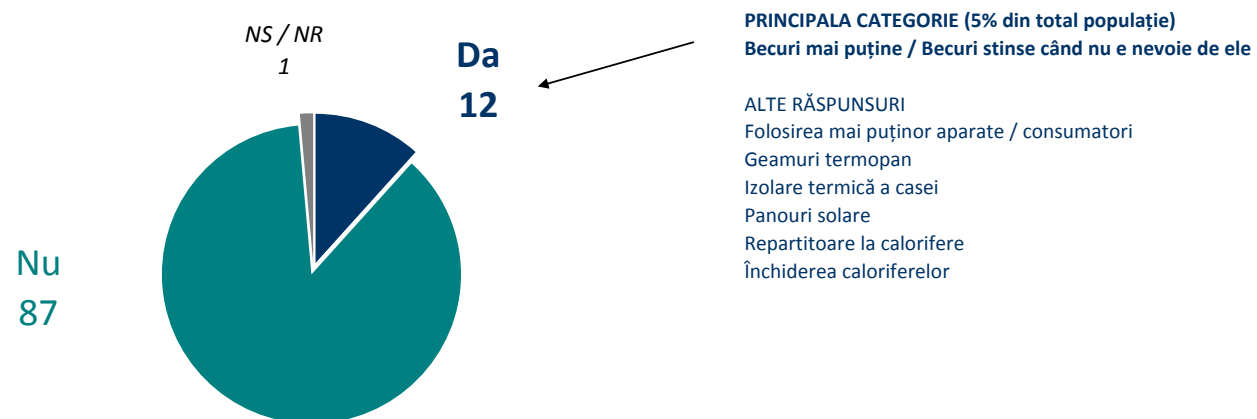 NS / NR
1
Da
12
Nu
87
PRINCIPALA CATEGORIE (5% din total populație)
Becuri mai puține / Becuri stinse când nu e nevoie de ele
ALTE RĂSPUNSURI
Folosirea mai puținor aparate / consumatori
Geamuri termopan
Izolare termică a casei
Panouri solare
Repartitoare la calorifere
Închiderea caloriferelor